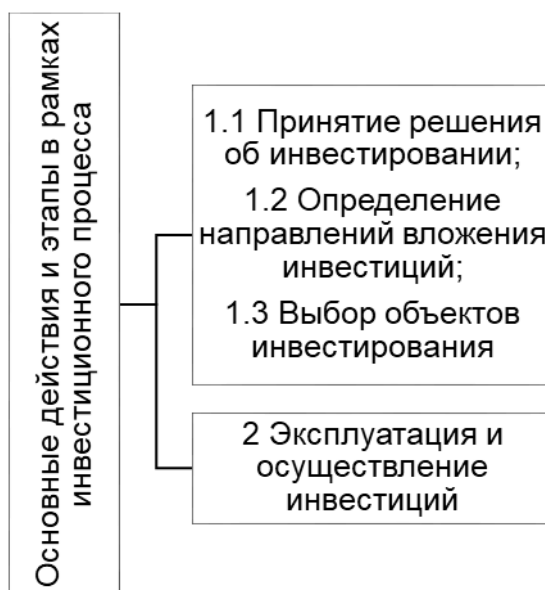 Основные действия и этапы в рамках
инвестиционного процесса
1.1 Принятие решения
об инвестировании;
1.2 Определение
направлений вложения
инвестиций;
1.3 Выбор объектов
инвестирования
2 Эксплуатация и
осуществление
инвестиций